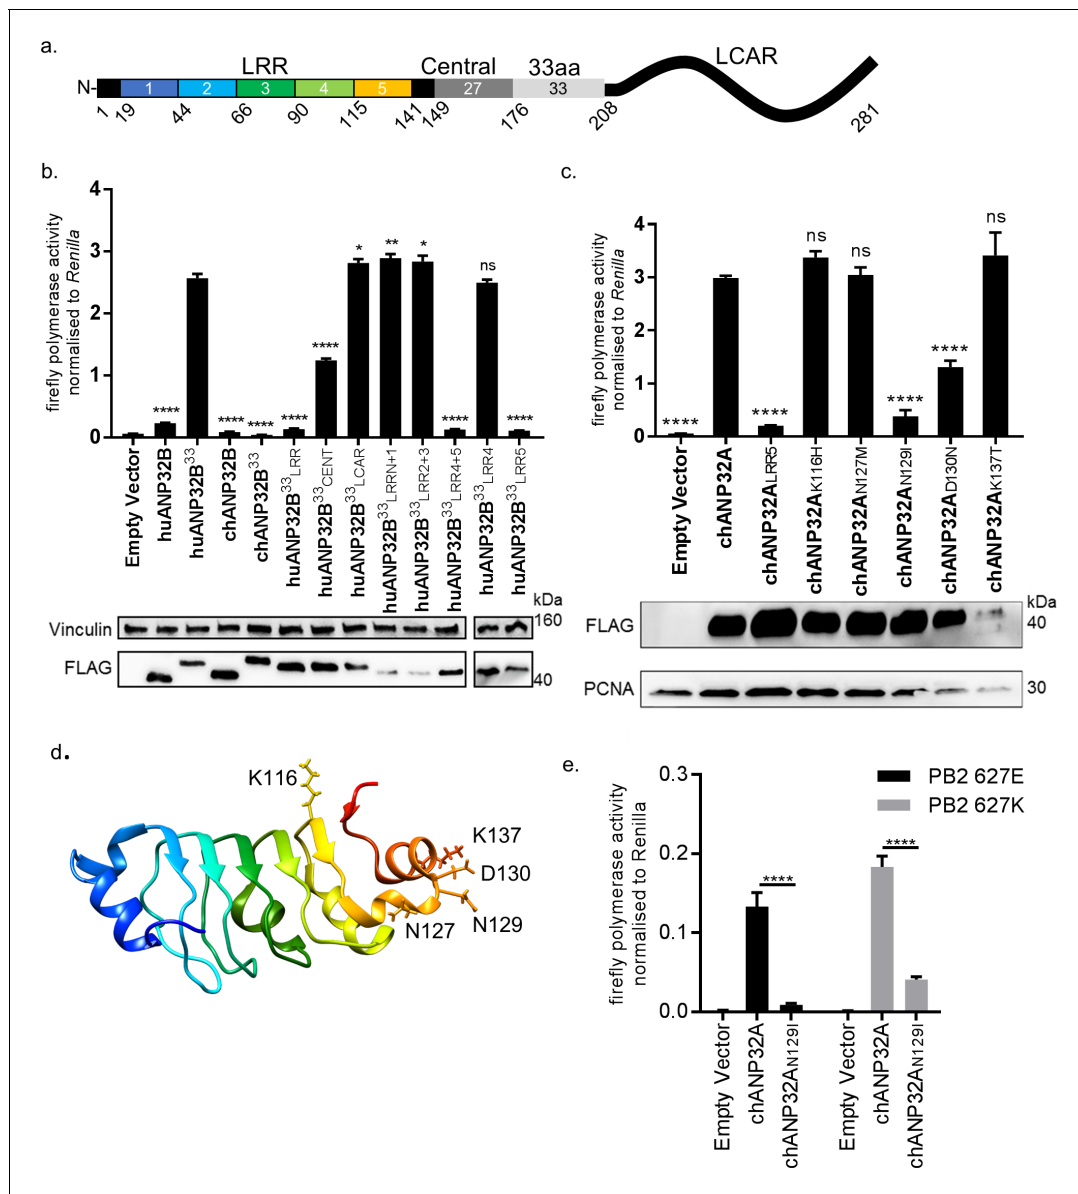 a.
LRR
Central
33aa
LCAR
N-
1
2
3
4
5
27
33
1
19
44
66
90
115
141
149
176
208
281
b.
firefly polymerase activity
normalised to Renilla
4
3
2
1
0
****
****
****
****
****
*
**
*
****
ns
****
Empty Vector
huANP32B
huANP32B33
chANP32B
chANP32B33
huANP32B33LRR
huANP32B33CENT
huANP32B33LCAR
huANP32B33LRRN+1
huANP32B33LRR2+3
huANP32B33LRR4+5
huANP32B33LRR4
huANP32B33LRR5
Vinculin
FLAG
kDa
160
40
c.
firefly polymerase activity
normalised to Renilla
4
3
2
1
0
****
****
ns
ns
****
****
ns
Empty Vector
chANP32A
chANP32ALRR5
chANP32AK116H
chANP32AN127M
chANP32AN129I
chANP32AD130N
chANP32AK137T
FLAG
PCNA
kDa
40
30
d.
K116
K137
D130
N129
N127
e.
PB2 627E
PB2 627K
firefly polymerase activity
normalised to Renilla
0.3
0.2
0.1
0.0
****
****
Empty Vector
chANP32A
chANP32AN129I
Empty Vector
chANP32A
chANP32AN129I